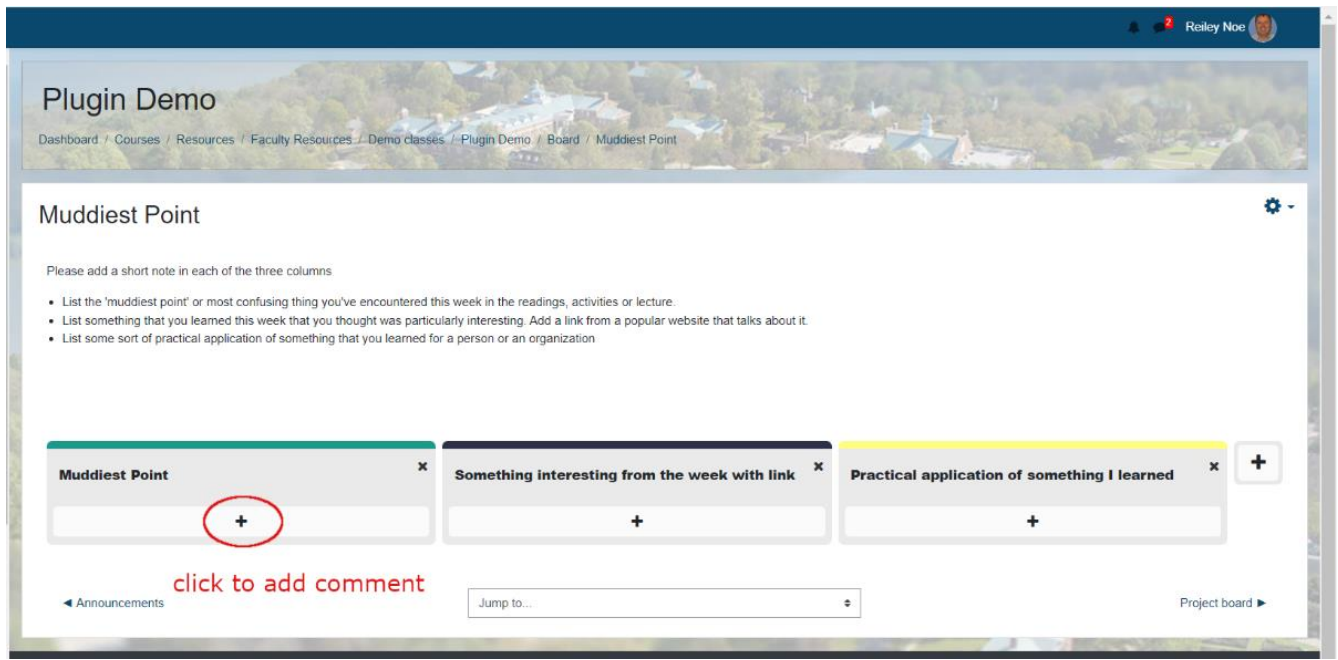 2 Reiley Noe
Plugin Demo
Dashboard / Courses / Resources / Faculty Resources / Demo classes / Plugin Demo / Board / Muddiest Point
Muddiest Point
Please add a short note in each of the three columns
• List the 'muddiest point' or most confusing thing you've encountered this week in the readings, activities or lecture.
• List something that you learned this week that you thought was particularly interesting. Add a link from a popular website that talks about it.
• List some sort of practical application of something that you learned for a person or an organization
Muddiest Point
Something interesting from the week with link
Practical application of something I learned
click to add comment
◄ Announcements
Jump to...
Project board ►